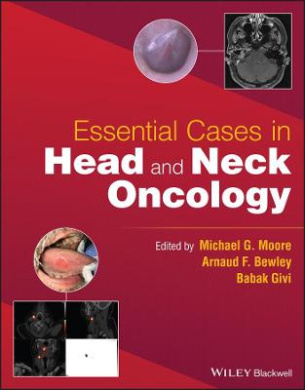 Essential Cases in
Head and Neck
Oncology
Edited by Michael G. Moore
Arnaud F. Bewley
Babak Givi
WILEY Blackwell